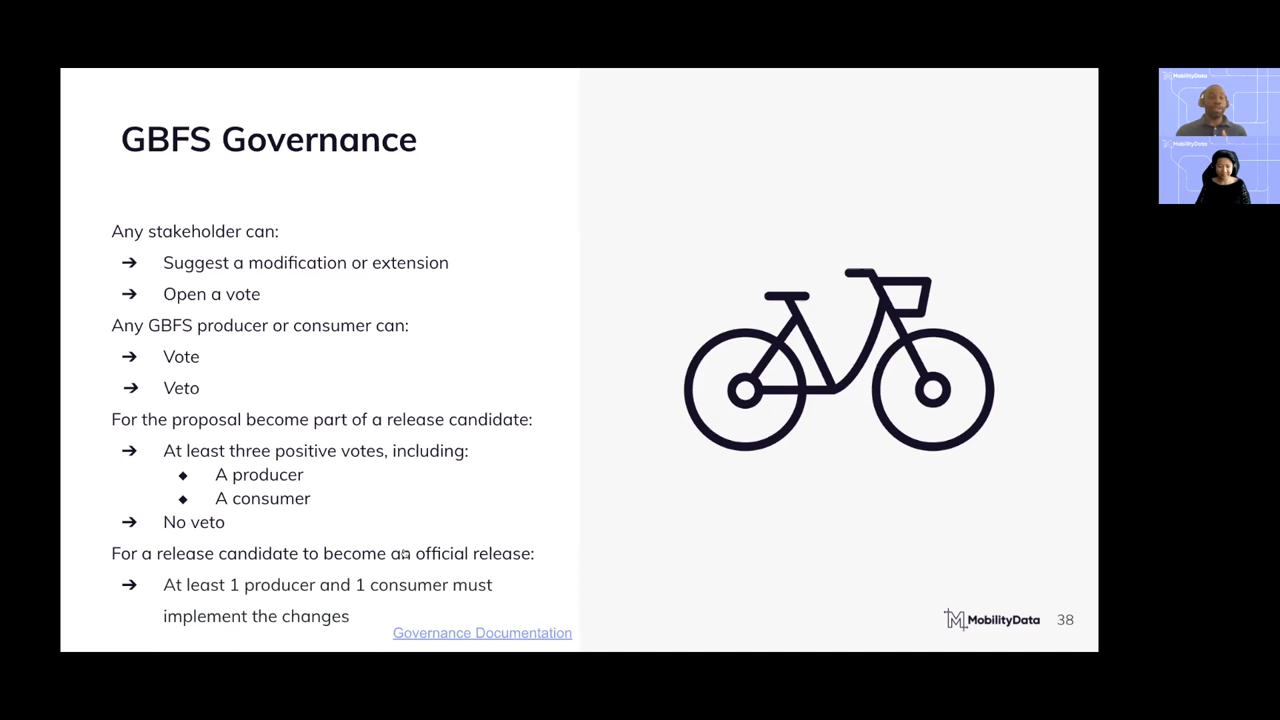 GBFS Governance
Any stakeholder can:
➔ Suggest a modification or extension
➔ Open a vote
Any GBFS producer or consumer can:
➔ Vote
➔ Veto
For the proposal become part of a release candidate:
➔ At least three positive votes, including:
◆ A producer
◆ A consumer
➔ No veto
For a release candidate to become an official release:
➔ At least 1 producer and 1 consumer must
implement the changes
Governance Documentation
MobilityData 38
MobilityData
MobilityData